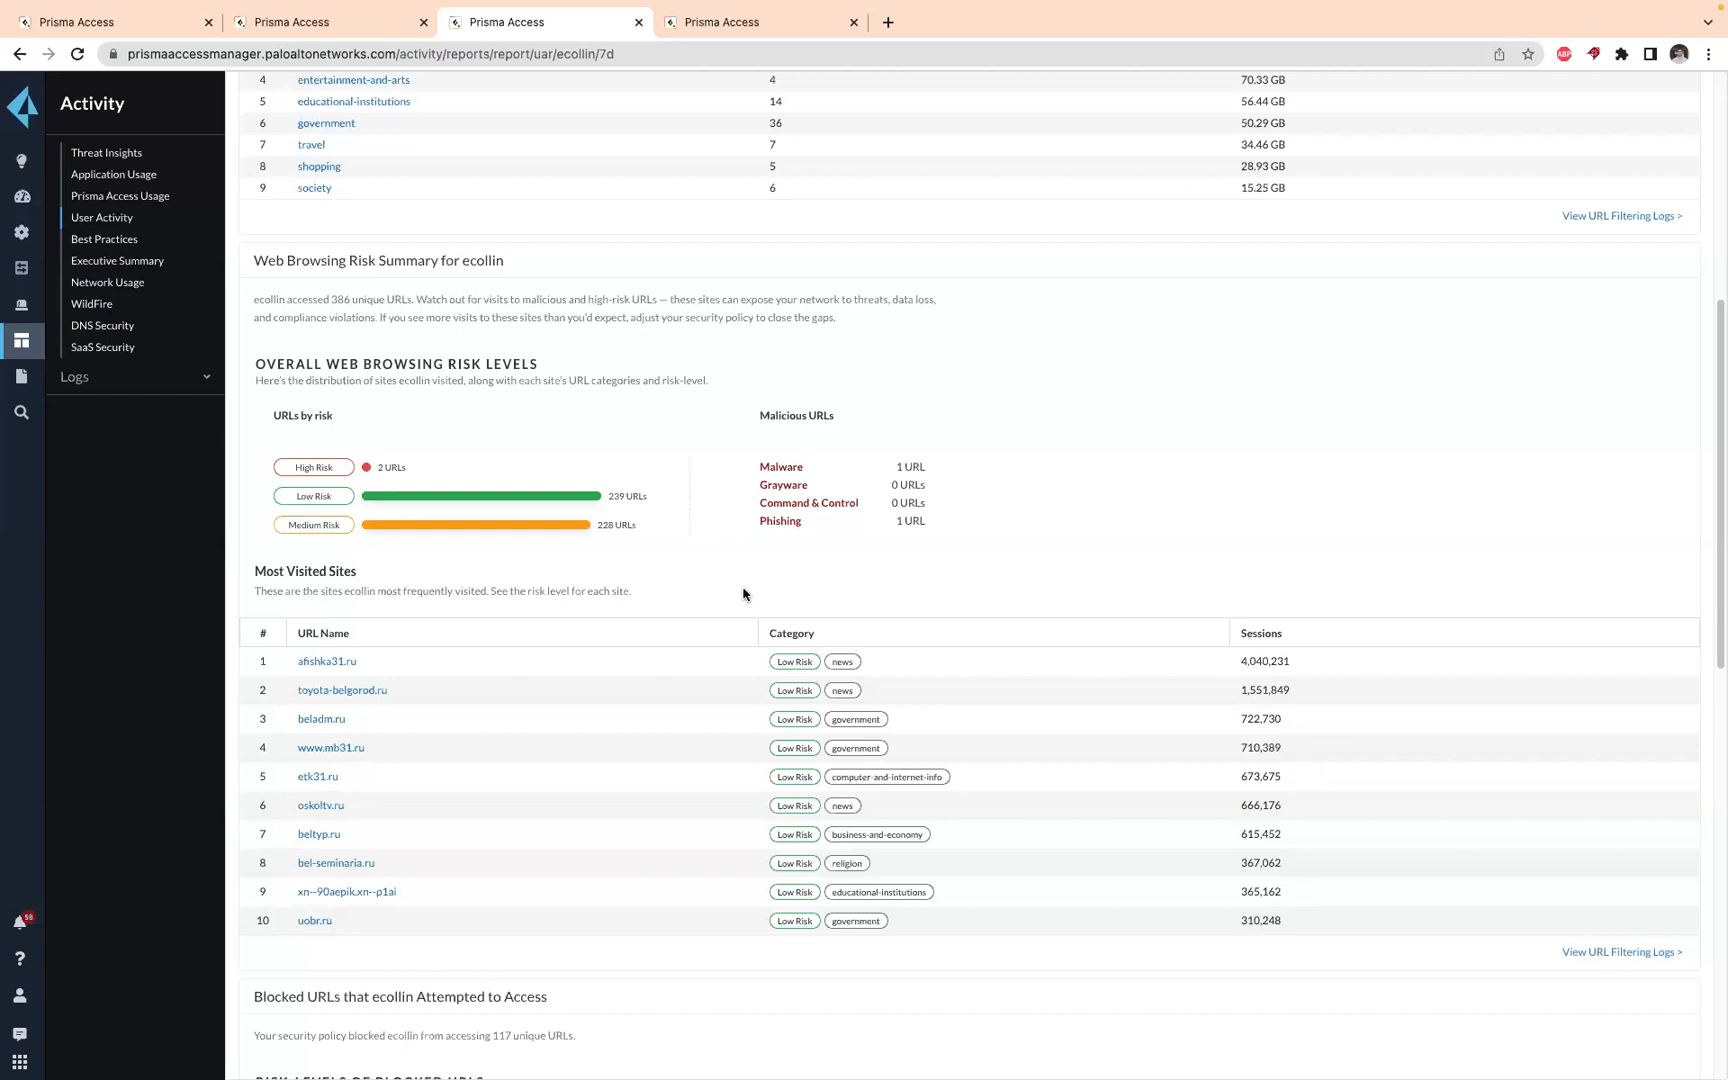 Prisma Access
Prisma Access
Prisma Access
Prisma Access
prismaaccessmanager.paloaltonetworks.com/activity/reports/report/uar/ecollin/7d
ABP
Activity
Threat Insights
Application Usage
Prisma Access Usage
User Activity
Best Practices
Executive Summary
Network Usage
WildFire
DNS Security
SaaS Security
Logs
58
4 entertainment-and-arts 4 70.33 GB
5 educational-institutions 14 56.44 GB
6 government 36 50.29 GB
7 travel 7 34.46 GB
8 shopping 5 28.93 GB
9 society 6 15.25 GB
View URL Filtering Logs >
Web Browsing Risk Summary for ecollin
ecollin accessed 386 unique URLs. Watch out for visits to malicious and high-risk URLs — these sites can expose your network to threats, data loss,
and compliance violations. If you see more visits to these sites than you'd expect, adjust your security policy to close the gaps.
OVERALL WEB BROWSING RISK LEVELS
Here's the distribution of sites ecollin visited, along with each site's URL categories and risk-level.
URLs by risk
High Risk 2 URLs
Low Risk 239 URLs
Medium Risk 228 URLs
Malicious URLs
Malware 1 URL
Grayware 0 URLs
Command & Control 0 URLs
Phishing 1 URL
Most Visited Sites
These are the sites ecollin most frequently visited. See the risk level for each site.
# URL Name Category Sessions
1 afishka31.ru Low Risk news 4,040,231
2 toyota-belgorod.ru Low Risk news 1,551,849
3 beladm.ru Low Risk government 722,730
4 www.mb31.ru Low Risk government 710,389
5 etk31.ru Low Risk computer-and-internet-info 673,675
6 oskoltv.ru Low Risk news 666,176
7 beltyp.ru Low Risk business-and-economy 615,452
8 bel-seminaria.ru Low Risk religion 367,062
9 xn--90aepik.xn--p1ai Low Risk educational-institutions 365,162
10 uobr.ru Low Risk government 310,248
View URL Filtering Logs >
Blocked URLs that ecollin Attempted to Access
Your security policy blocked ecollin from accessing 117 unique URLs.
RISK LEVELS OF BLOCKED URLS